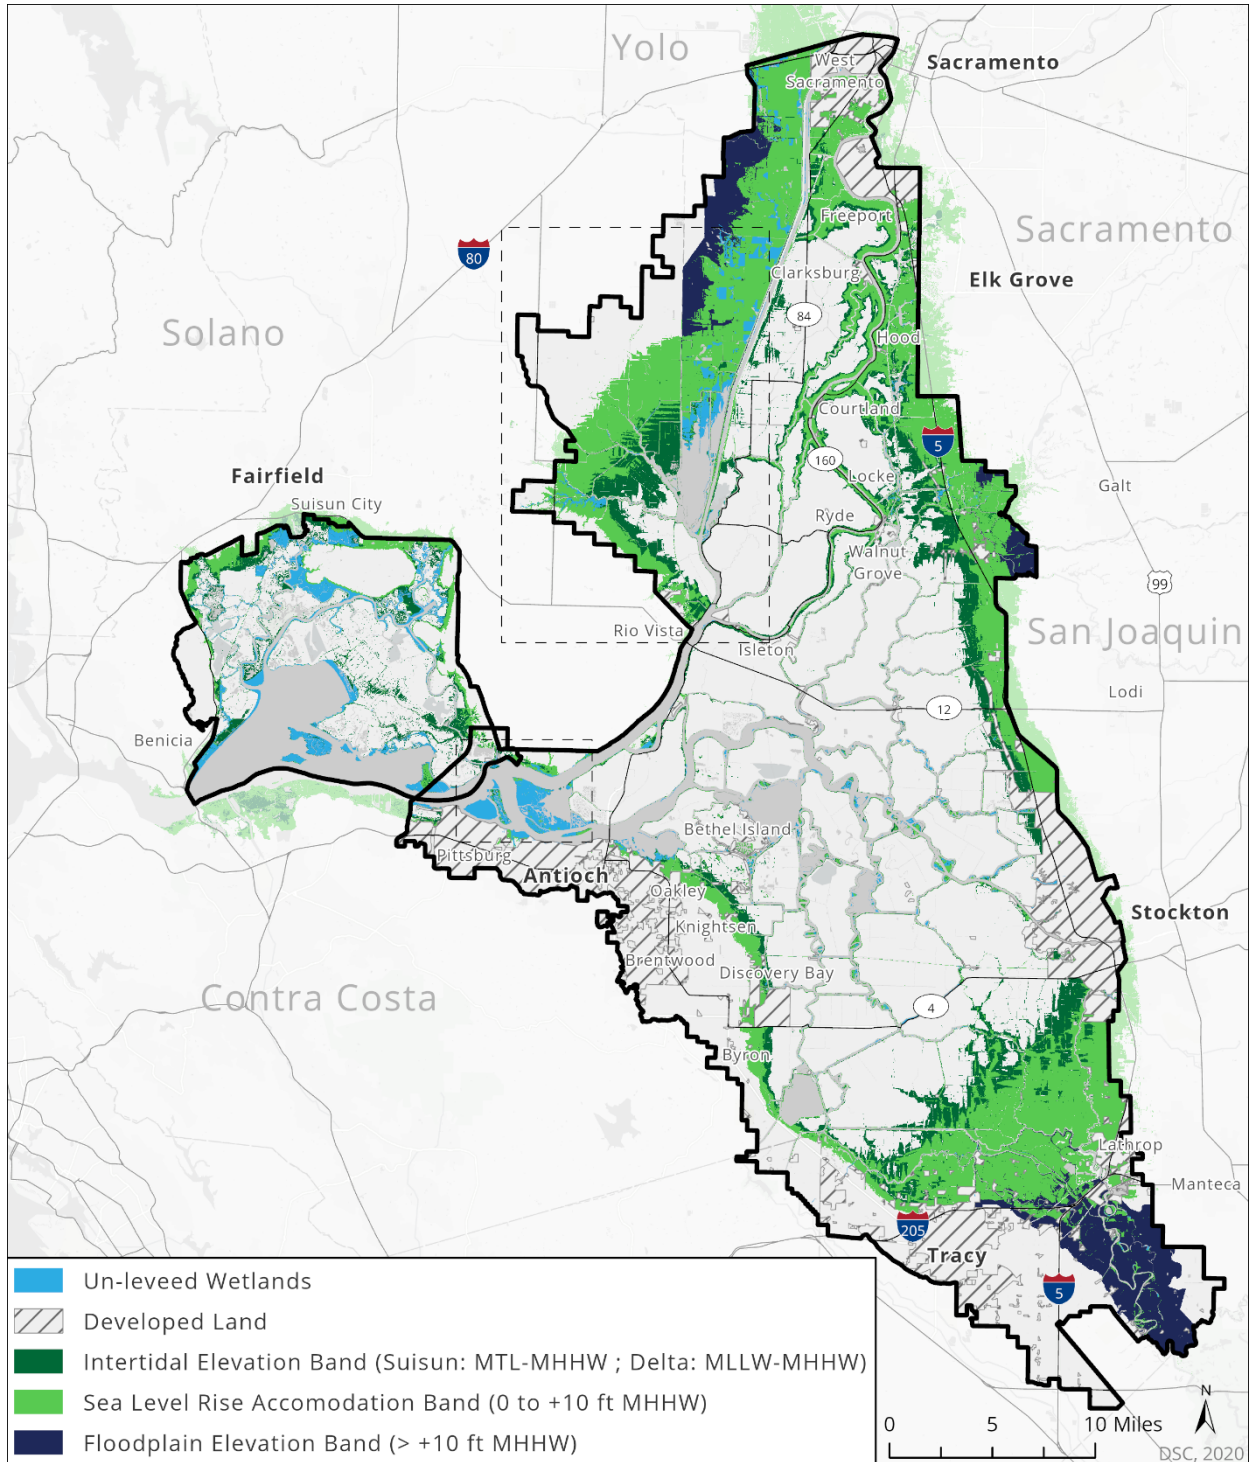 Yolo
West
Sacramento
Sacramento
Freeport
Sacramento
80
Clarksburg
Elk Grove
84
Solano
Hood
Courtland
5
160
Fairfield
Locke
Galt
Suisun City
Ryde
Walnut
Grove
99
Rio Vista
San Joaquin
Isleton
Lodi
12
Benicia
Bethel Island
Pittsburg
Antioch
Oakley
Stockton
Knightsen
Brentwood
Discovery Bay
Contra Costa
4
Byron
Lathrop
Manteca
205
Tracy
5
Un-leveed Wetlands
Developed Land
Intertidal Elevation Band (Suisun: MTL-MHHW ; Delta: MLLW-MHHW)
Sea Level Rise Accomodation Band (0 to +10 ft MHHW)
Floodplain Elevation Band (> +10 ft MHHW)
0 5 10 Miles
N
DSC, 2020